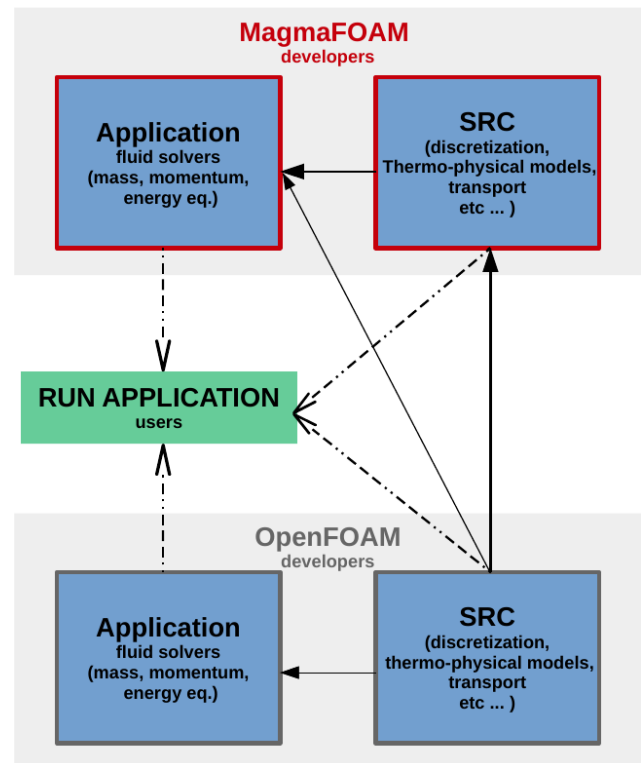 MagmaFOAM
developers
Application
fluid solvers
(mass, momentum,
energy eq.)
SRC
(discretization,
Thermo-physical models,
transport
etc ... )
RUN APPLICATION
users
OpenFOAM
developers
Application
fluid solvers
(mass, momentum,
energy eq.)
SRC
(discretization,
thermo-physical models,
transport
etc ... )